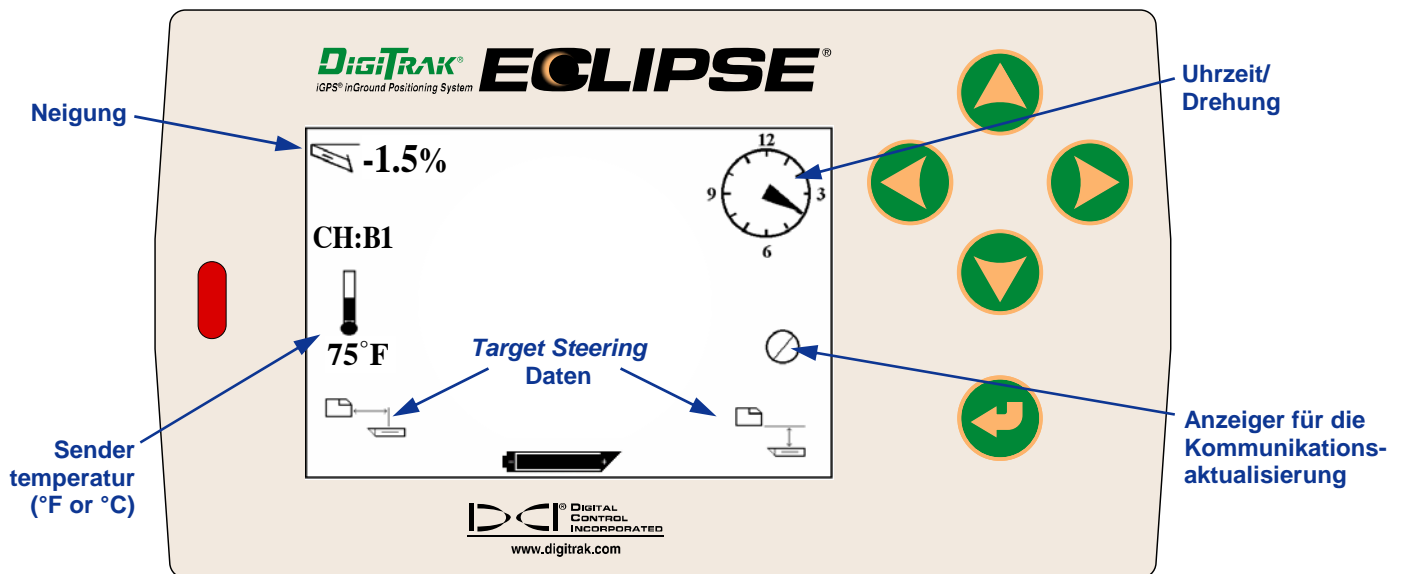 DIGITRAK®
iGPS® inGround Positioning System
ECLIPSE®
Neigung
Uhrzeit/
Drehung
-1.5%
12
9
3
6
CH:B1
75°F
Target Steering
Daten
Sender
temperatur
(°F or °C)
Anzeiger für die
Kommunikations-
aktualisierung
DCI® DIGITAL
CONTROL
INCORPORATED
www.digitrak.com